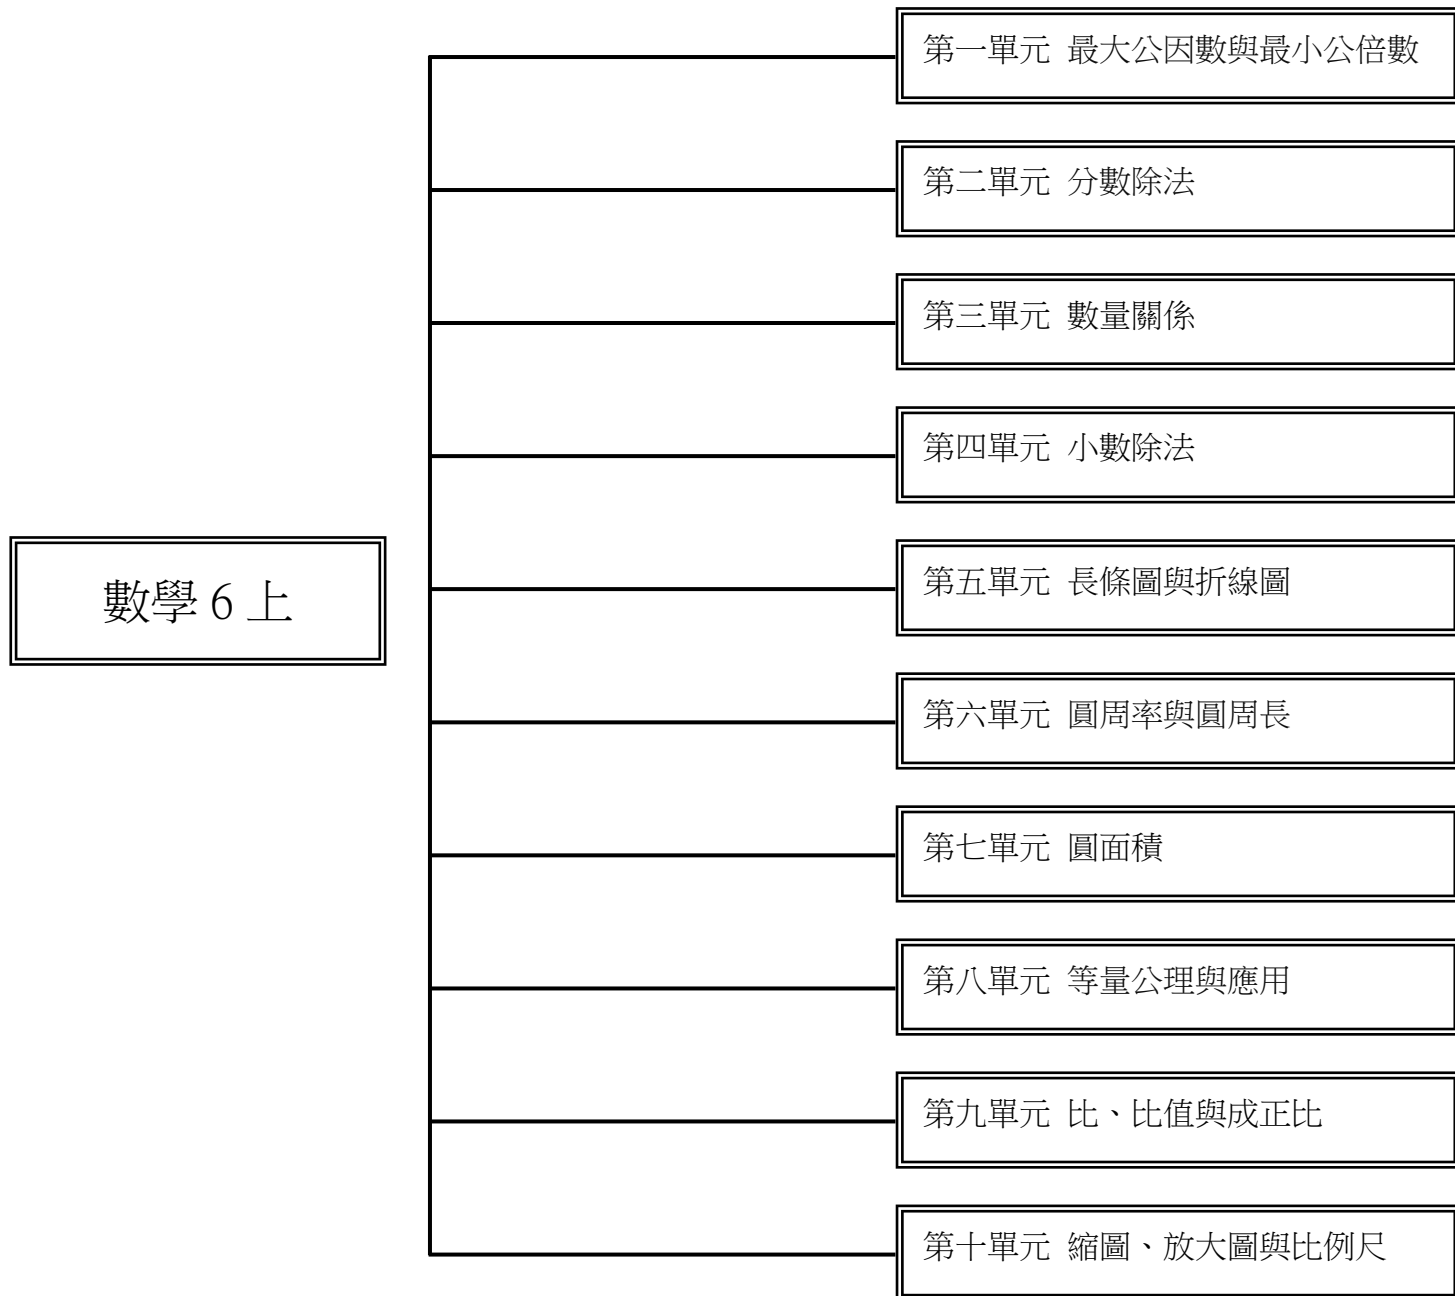 第一單元 最大公因數與最小公倍數
第二單元 分數除法
第三單元 數量關係
第四單元 小數除法
數學 6 上
第五單元 長條圖與折線圖
第六單元 圓周率與圓周長
第七單元 圓面積
第八單元 等量公理與應用
第九單元 比、比值與成正比
第十單元 縮圖、放大圖與比例尺